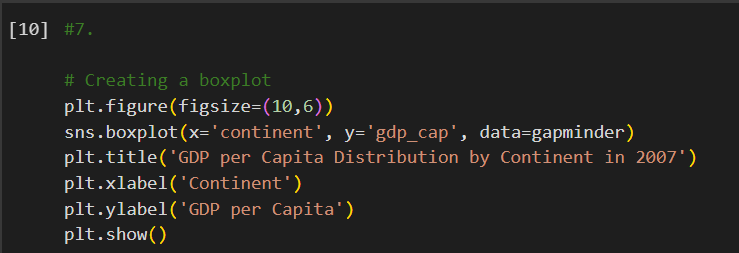 [10] #7.
# Creating a boxplot
plt.figure(figsize=(10,6))
sns.boxplot(x='continent', y='gdp_cap', data=gapminder)
plt.title('GDP per Capita Distribution by Continent in 2007')
plt.xlabel('Continent')
plt.ylabel('GDP per Capita')
plt.show()